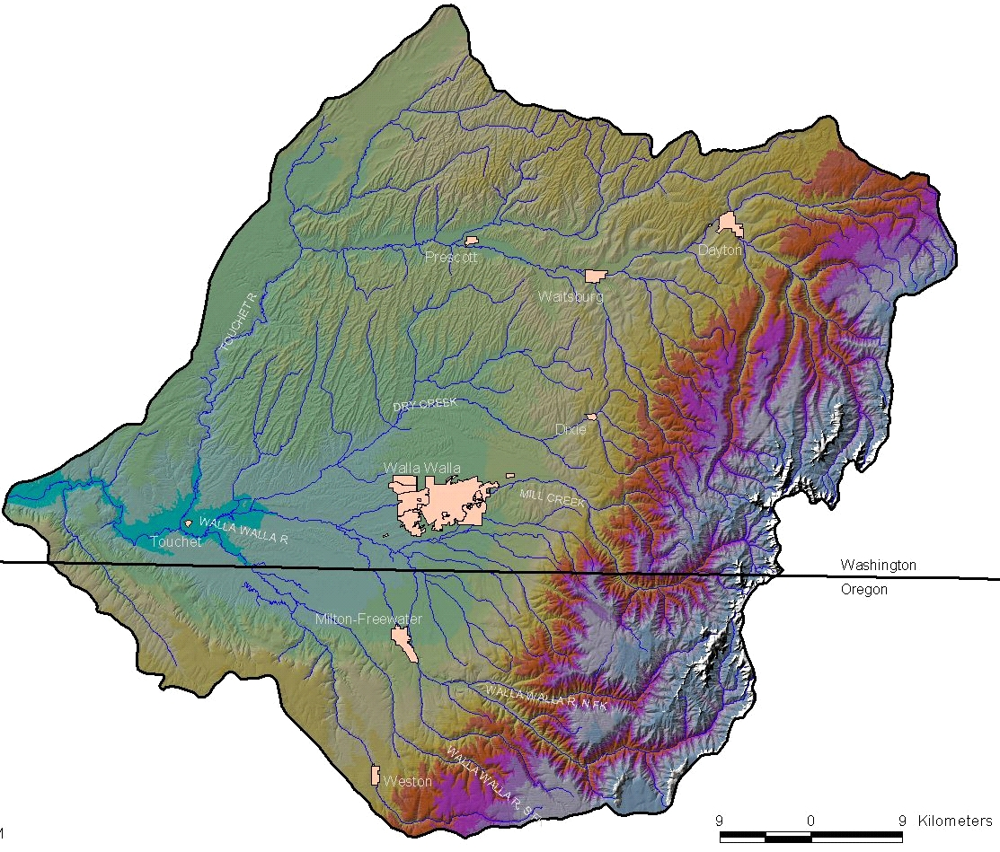 Prescott
Dayton
Waitsburg
TOUCHET R
DRY CREEK
Dixie
Walla Walla
MILL CREEK
WALLA WALLA R
Touchet
Washington
Oregon
Milton-Freewater
WALLA WALLA R, N FK
WALLA WALLA R, S FK
Weston
9 0 9 Kilometers